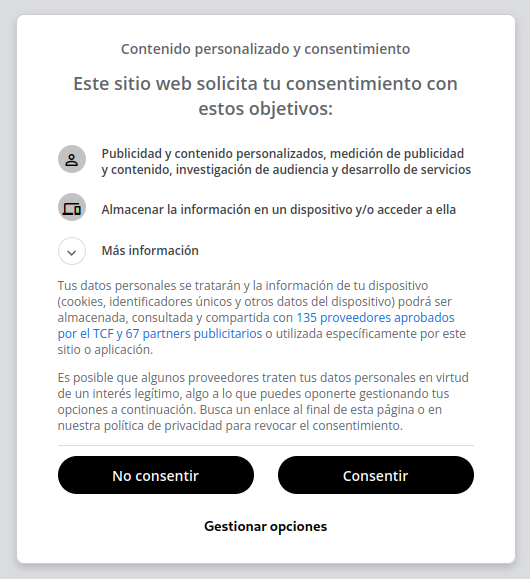 Contenido personalizado y consentimiento
Este sitio web solicita tu consentimiento con
estos objetivos:
Publicidad y contenido personalizados, medición de publicidad
y contenido, investigación de audiencia y desarrollo de servicios
Almacenar la información en un dispositivo y/o acceder a ella
Más información
Tus datos personales se tratarán y la información de tu dispositivo
(cookies, identificadores únicos y otros datos del dispositivo) podrá ser
almacenada, consultada y compartida con 135 proveedores aprobados
por el TCF y 67 partners publicitarios o utilizada específicamente por este
sitio o aplicación.
Es posible que algunos proveedores traten tus datos personales en virtud
de un interés legítimo, algo a lo que puedes oponerte gestionando tus
opciones a continuación. Busca un enlace al final de esta página o en
nuestra política de privacidad para revocar el consentimiento.
No consentir
Consentir
Gestionar opciones